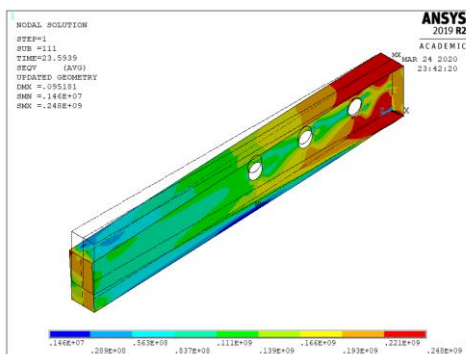 1
NODAL SOLUTION
STEP=1
SUB =111
TIME=23.5939
SEQV (AVG)
UPDATED GEOMETRY
DMX =.095181
SMN =.146E+07
SMX =.248E+09
ANSYS
2019 R2
ACADEMIC
MAR 24 2020
23:42:20
MX
X
.146E+07 .289E+08 .563E+08 .837E+08 .111E+09 .139E+09 .166E+09 .193E+09 .221E+09 .248E+09